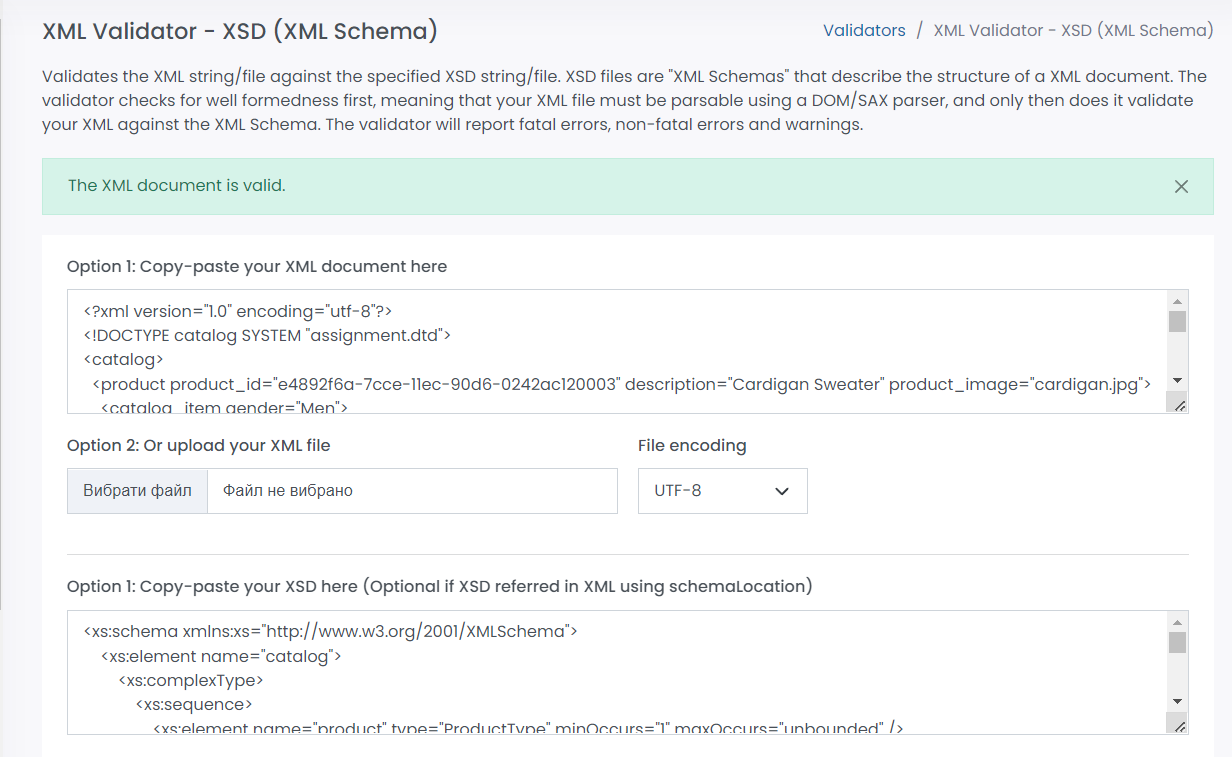 XML Validator - XSD (XML Schema)
Validators / XML Validator - XSD (XML Schema)
Validates the XML string/file against the specified XSD string/file. XSD files are "XML Schemas" that describe the structure of a XML document. The
validator checks for well formedness first, meaning that your XML file must be parsable using a DOM/SAX parser, and only then does it validate
your XML against the XML Schema. The validator will report fatal errors, non-fatal errors and warnings.
The XML document is valid.
Option 1: Copy-paste your XML document here
<?xml version="1.0" encoding="utf-8"?>
<!DOCTYPE catalog SYSTEM "assignment.dtd">
<catalog>
<product product_id="e4892f6a-7cce-11ec-90d6-0242ac120003" description="Cardigan Sweater" product_image="cardigan.jpg">
<catalog_item gender="Men">
Option 2: Or upload your XML file
File encoding
Вибрати файл Файл не вибрано
UTF-8
Option 1: Copy-paste your XSD here (Optional if XSD referred in XML using schemaLocation)
<xs:schema xmlns:xs="http://www.w3.org/2001/XMLSchema">
<xs:element name="catalog">
<xs:complexType>
<xs:sequence>
<xs:element name="product" type="ProductType" minOccurs="1" maxOccurs="unbounded" />